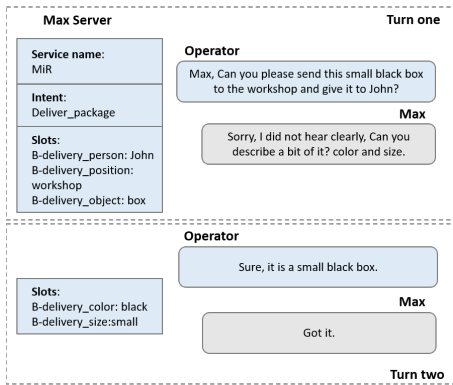 Max Server
Turn one
Service name:
MiR
Intent:
Deliver_package
Slots:
B-delivery_person: John
B-delivery_position:
workshop
B-delivery_object: box
Operator
Max, Can you please send this small black box
to the workshop and give it to John?
Max
Sorry, I did not hear clearly, Can you
describe a bit of it? color and size.
Operator
Sure, it is a small black box.
Slots:
B-delivery_color: black
B-delivery_size:small
Max
Got it.
Turn two